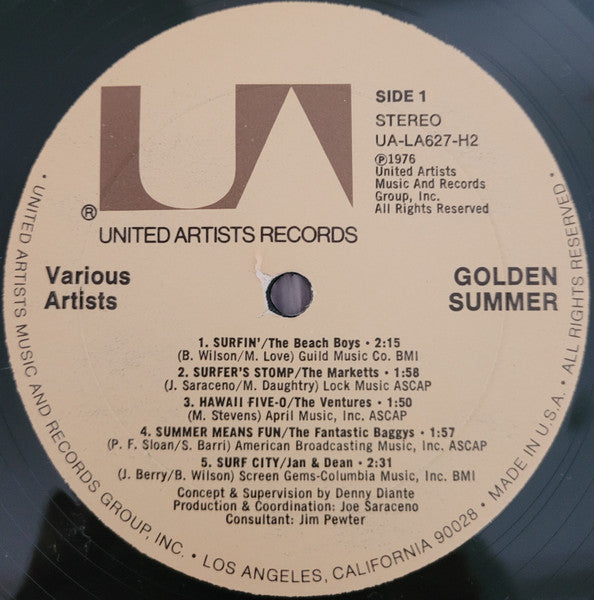 UA
®
UNITED ARTISTS RECORDS
SIDE 1
STEREO
UA-LA627-H2
Ⓟ1976
United Artists
Music And Records
Group, Inc.
All Rights Reserved
Various
Artists
GOLDEN
SUMMER
1. SURFIN'/The Beach Boys • 2:15
(B. Wilson/M. Love) Guild Music Co. BMI
2. SURFER'S STOMP/The Marketts • 1:58
(J. Saraceno/M. Daughtry) Lock Music ASCAP
3. HAWAII FIVE-O/The Ventures • 1:50
(M. Stevens) April Music, Inc. ASCAP
4. SUMMER MEANS FUN/The Fantastic Baggys • 1:57
(P. F. Sloan/S. Barri) American Broadcasting Music, Inc. ASCAP
5. SURF CITY/Jan & Dean • 2:31
(J. Berry/B. Wilson) Screen Gems-Columbia Music, Inc. BMI
Concept & Supervision by Denny Diante
Production & Coordination: Joe Saraceno
Consultant: Jim Pewter
• UNITED ARTISTS MUSIC AND RECORDS GROUP, INC. • LOS ANGELES, CALIFORNIA 90028 • MADE IN U.S.A. • ALL RIGHTS RESERVED.